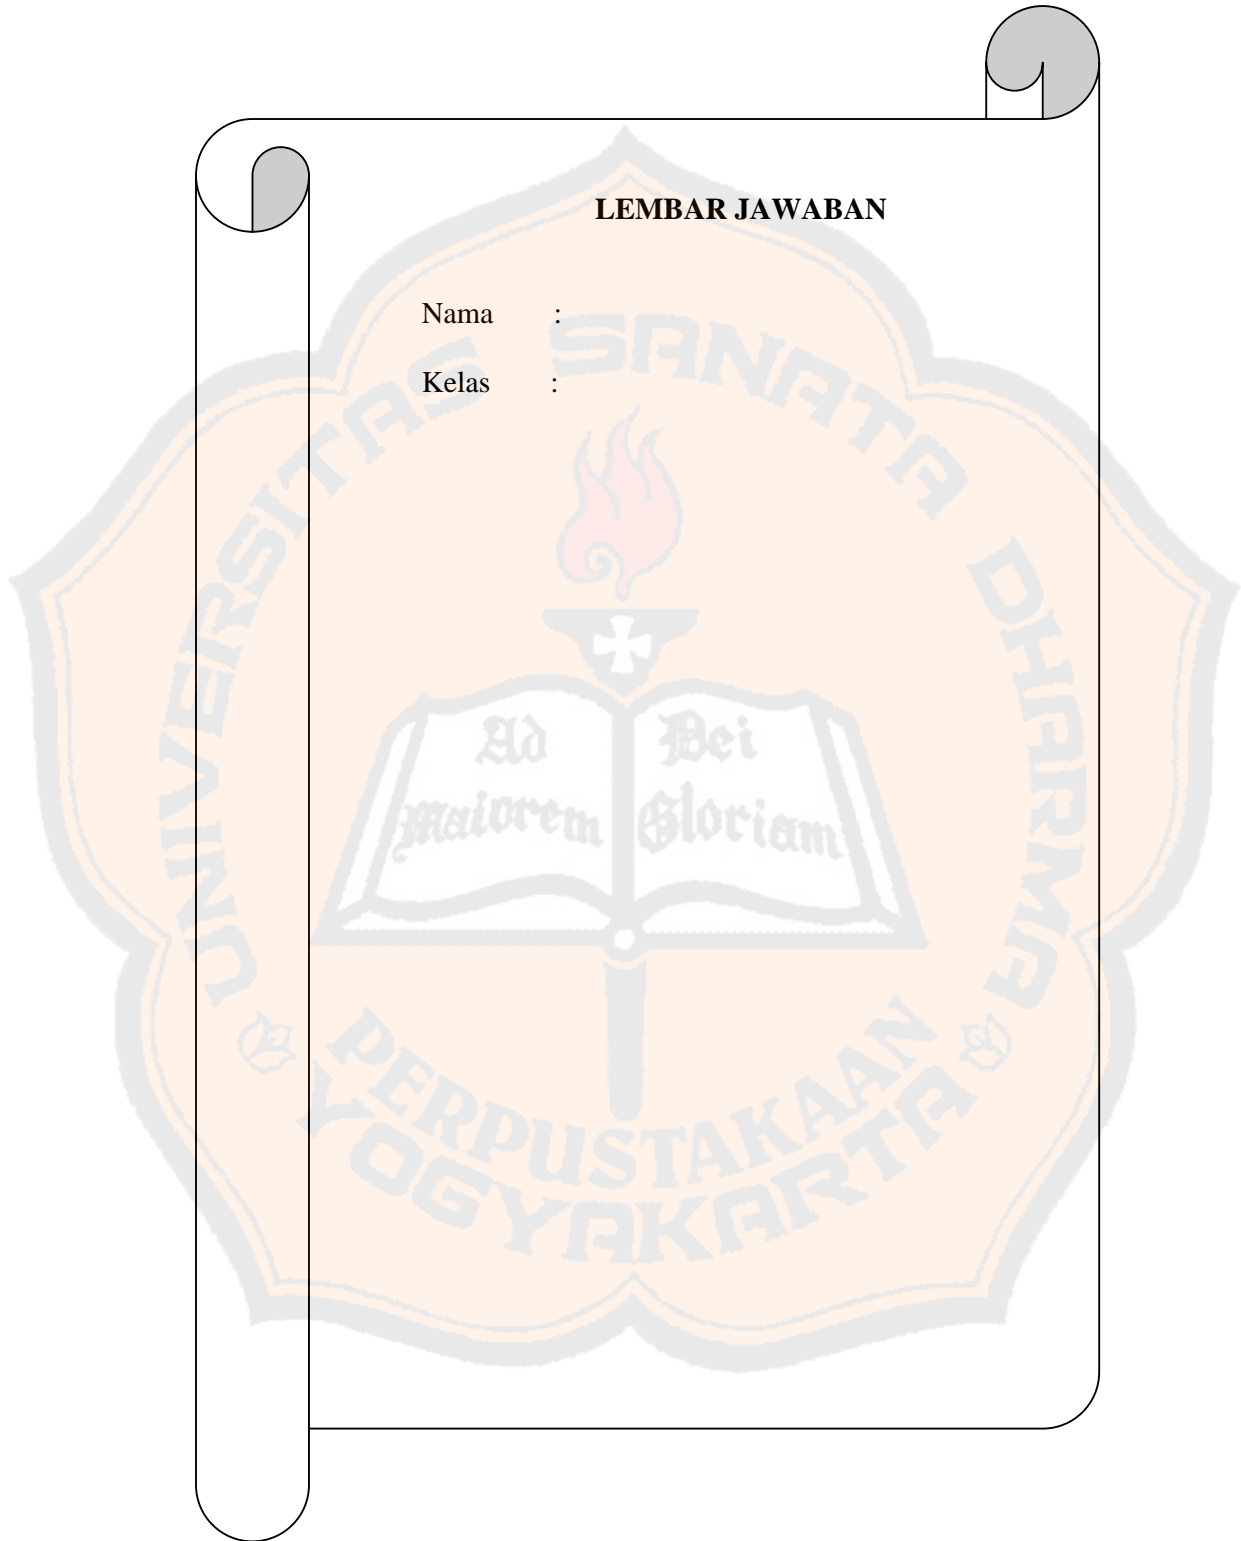 LEMBAR JAWABAN
Nama :
Kelas :
UNIVERSITAS SANATA DHARMA
Ad Dei
maiorem Gloriam
PERPUSTAKAAN
YOGYAKARTA